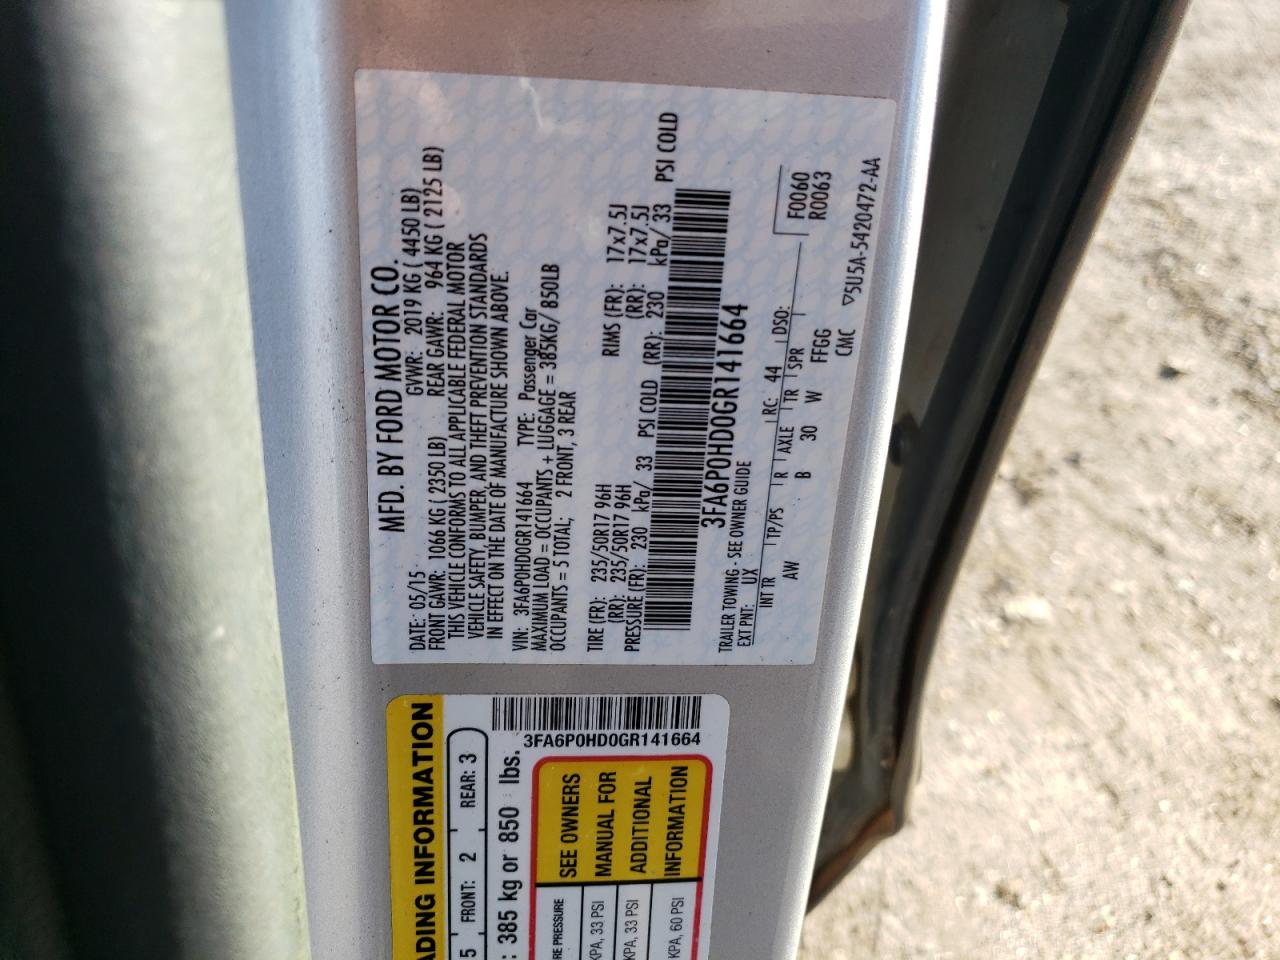 MFD. BY FORD MOTOR CO.
DATE: 05/15 GVWR: 2019 KG ( 4450 LB)
FRONT GAWR: 1066 KG ( 2350 LB) REAR GAWR: 964 KG ( 2125 LB)
THIS VEHICLE CONFORMS TO ALL APPLICABLE FEDERAL MOTOR
VEHICLE SAFETY, BUMPER, AND THEFT PREVENTION STANDARDS
IN EFFECT ON THE DATE OF MANUFACTURE SHOWN ABOVE.
VIN: 3FA6P0HD0GR141664 TYPE: Passenger Car
MAXIMUM LOAD = OCCUPANTS + LUGGAGE = 385KG/ 850LB
OCCUPANTS = 5 TOTAL; 2 FRONT, 3 REAR
TIRE (FR): 235/50R17 96H RIMS (FR): 17x7.5J
(RR): 235/50R17 96H (RR): 17x7.5J
PRESSURE (FR): 230 kPa/ 33 PSI COLD (RR): 230 kPa/ 33 PSI COLD
3FA6P0HD0GR141664
TRAILER TOWING - SEE OWNER GUIDE
EXT PNT: UX RC: 44 DSO:
INT TR TP/PS R AXLE TR SPR
AW B 30 W FFGG
F0060
R0063
CMC ▽5U5A-5420472-AA
ADING INFORMATION
5 FRONT: 2 REAR: 3
: 385 kg or 850 lbs.
3FA6P0HD0GR141664
RE PRESSURE
KPA, 33 PSI
KPA, 33 PSI
KPA, 60 PSI
SEE OWNERS
MANUAL FOR
ADDITIONAL
INFORMATION